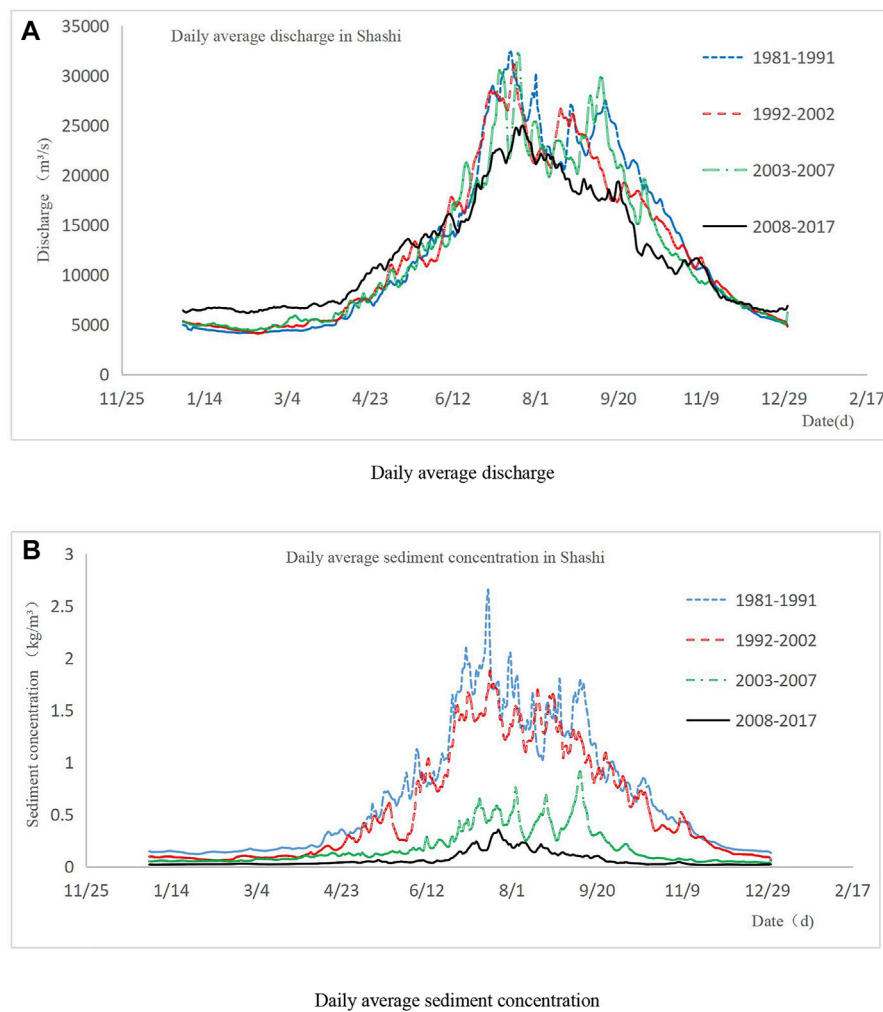 A
Daily average discharge in Shashi
35000
30000
25000
20000
15000
10000
5000
0
Discharge （m³/s）
1981-1991
1992-2002
2003-2007
2008-2017
11/25 1/14 3/4 4/23 6/12 8/1 9/20 11/9 12/29 2/17
Date(d)
Daily average discharge
B
Daily average sediment concentration in Shashi
3
2.5
2
1.5
1
0.5
0
Sediment concentration（kg/m³）
1981-1991
1992-2002
2003-2007
2008-2017
11/25 1/14 3/4 4/23 6/12 8/1 9/20 11/9 12/29 2/17
Date（d)
Daily average sediment concentration